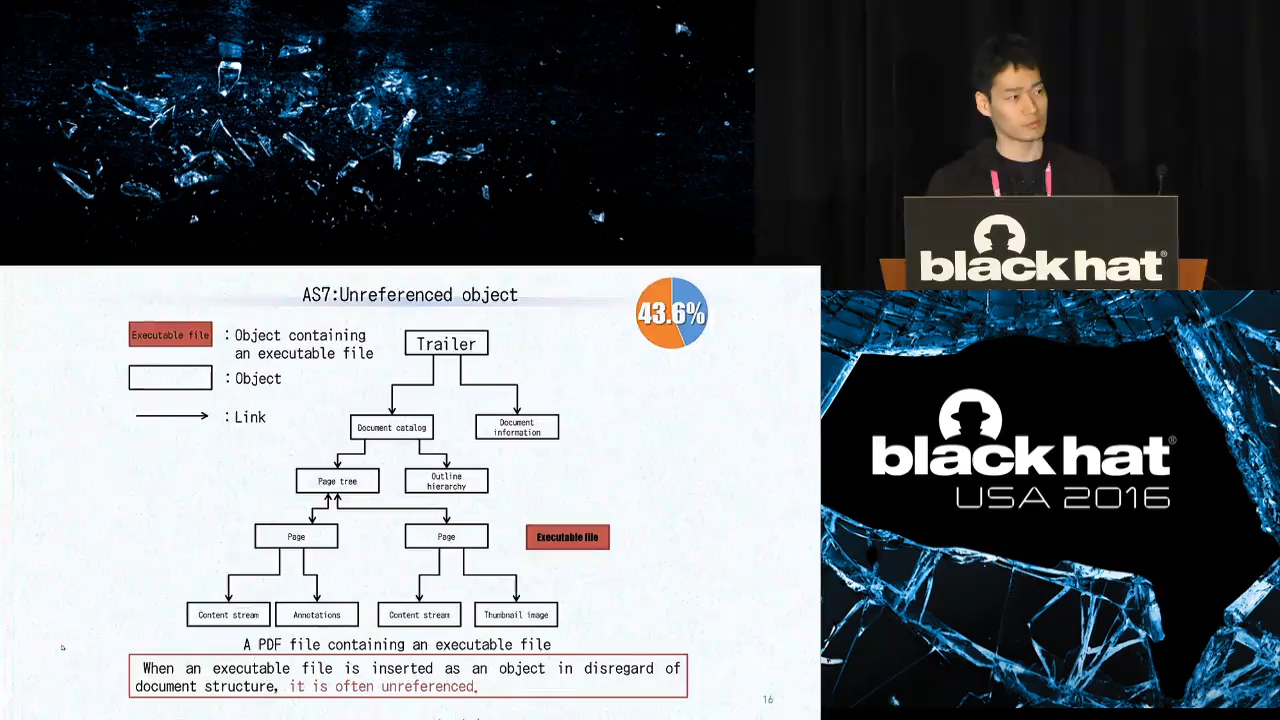 black hat®
AS7:Unreferenced object
43.6%
Executable file
:Object containing
an executable file
:Object
:Link
Trailer
Document catalog
Document
information
Page tree
Outline
hierarchy
Page
Page
Executable file
Content stream
Annotations
Content stream
Thumbnail image
A PDF file containing an executable file
When an executable file is inserted as an object in disregard of
document structure, it is often unreferenced.
16
black hat®
USA 2016